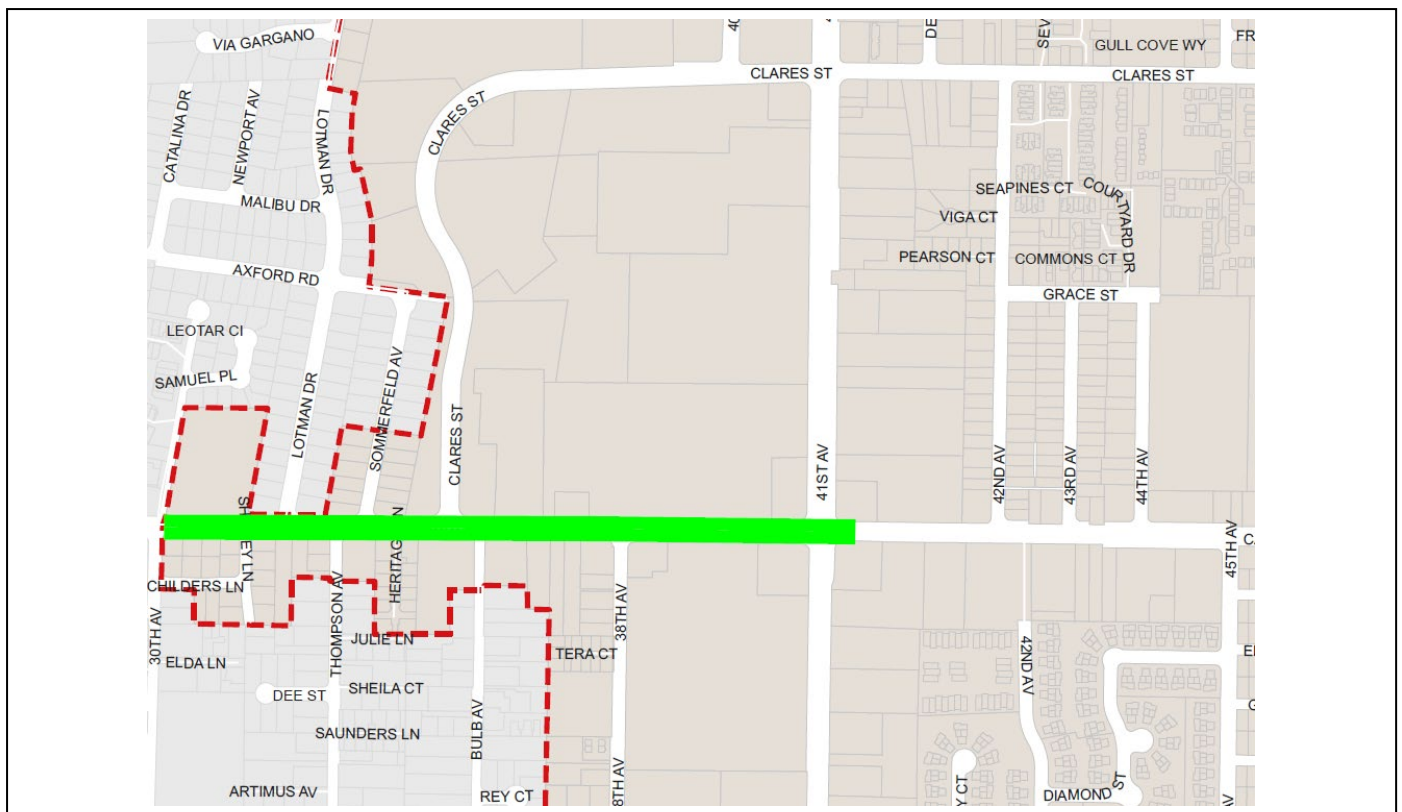 VIA GARGANO
GULL COVE WY
CLARES ST
CLARES ST
CLARES ST
CATALINA DR
NEWPORT AV
LOTMAN DR
MALIBU DR
SEAPINES CT
COURTYARD DR
VIGA CT
PEARSON CT
COMMONS CT
AXFORD RD
GRACE ST
LEOTAR CI
SAMUEL PL
LOTMAN DR
SOMMERFELD AV
CLARES ST
41ST AV
42ND AV
43RD AV
44TH AV
45TH AV
CHILDERS LN
30TH AV
THOMPSON AV
JULIE LN
38TH AV
TERA CT
ELDA LN
DEE ST
SHEILA CT
SAUNDERS LN
BULB AV
42ND AV
ARTIMUS AV
REY CT
DIAMOND ST